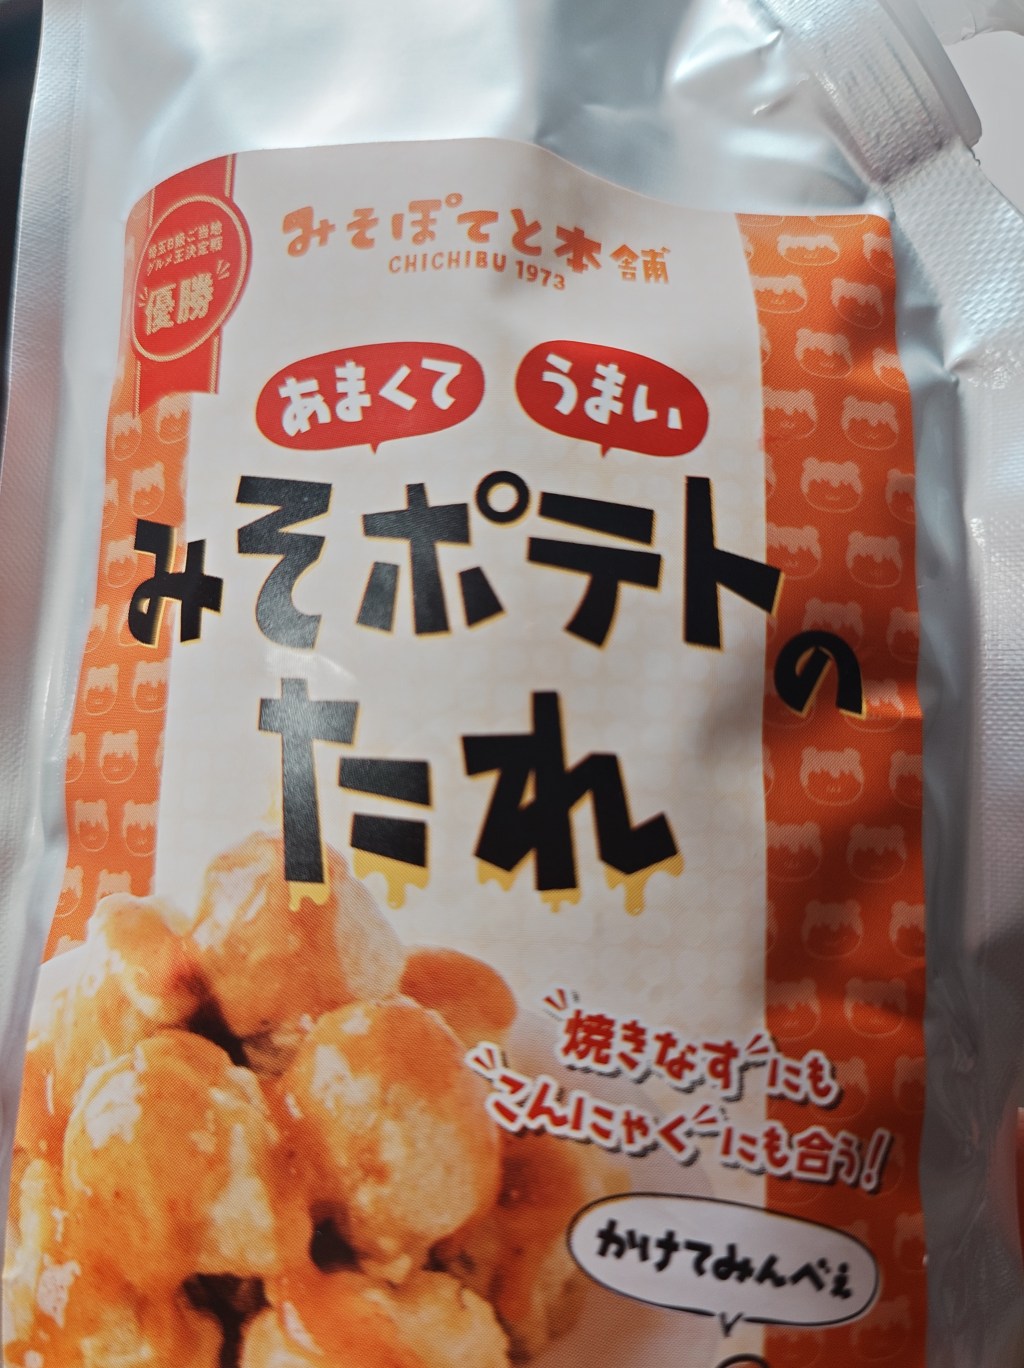 埼玉B級ご当地
グルメ王決定戦
優勝
みそぽてと本舗
CHICHIBU 1973
あまくて うまい
みそポテトの
たれ
焼きなすにも
こんにゃくにも合う!
かけてみんべぇ